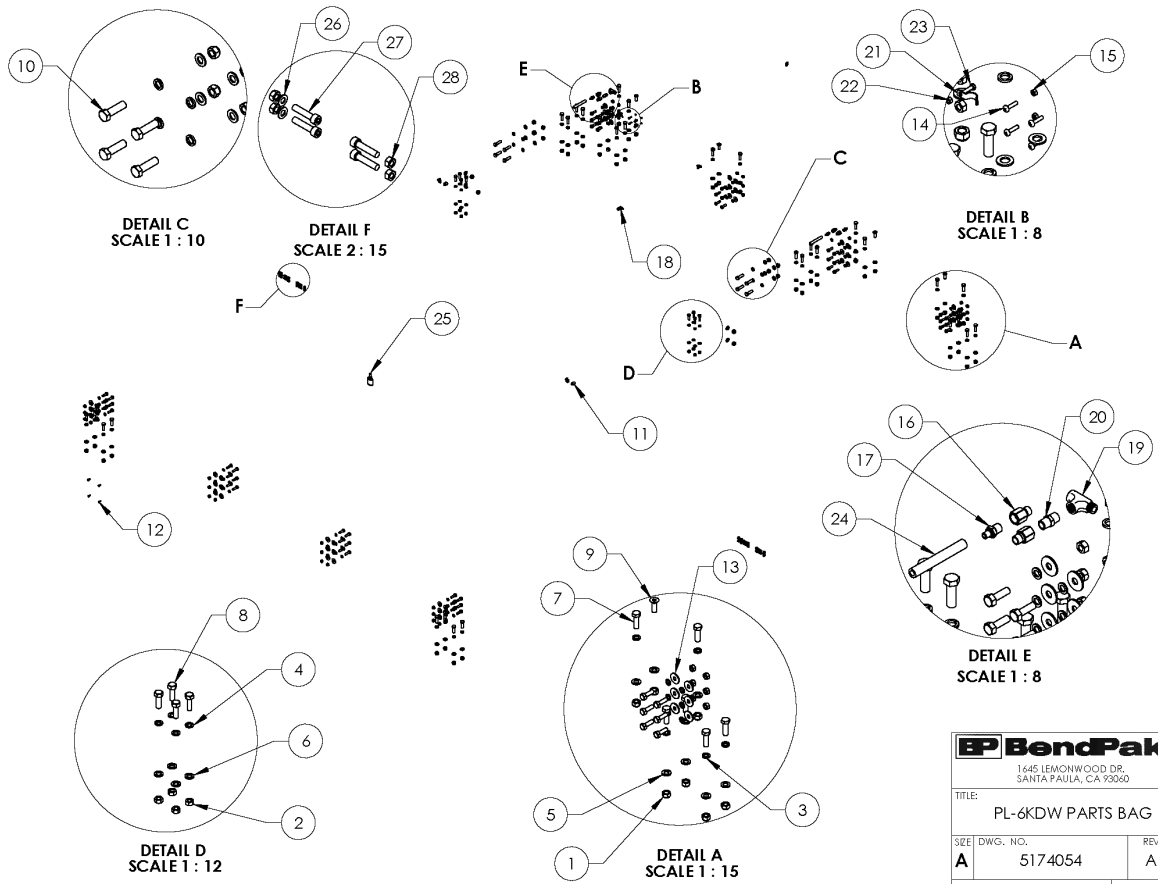 26
23
27
21
15
10
E
28
22
B
14
C
DETAIL C
SCALE 1 : 10
DETAIL F
SCALE 2 : 15
DETAIL B
SCALE 1 : 8
18
F
25
A
D
11
16
20
17
19
12
24
9
13
7
8
DETAIL E
SCALE 1 : 8
4
6
BP BendPak
1645 LEMONWOOD DR.
SANTA PAULA, CA 93060
TITLE:
PL-6KDW PARTS BAG
5
3
2
SIZE DWG. NO. REV
A 5174054 A
DETAIL D
SCALE 1 : 12
1
DETAIL A
SCALE 1 : 15